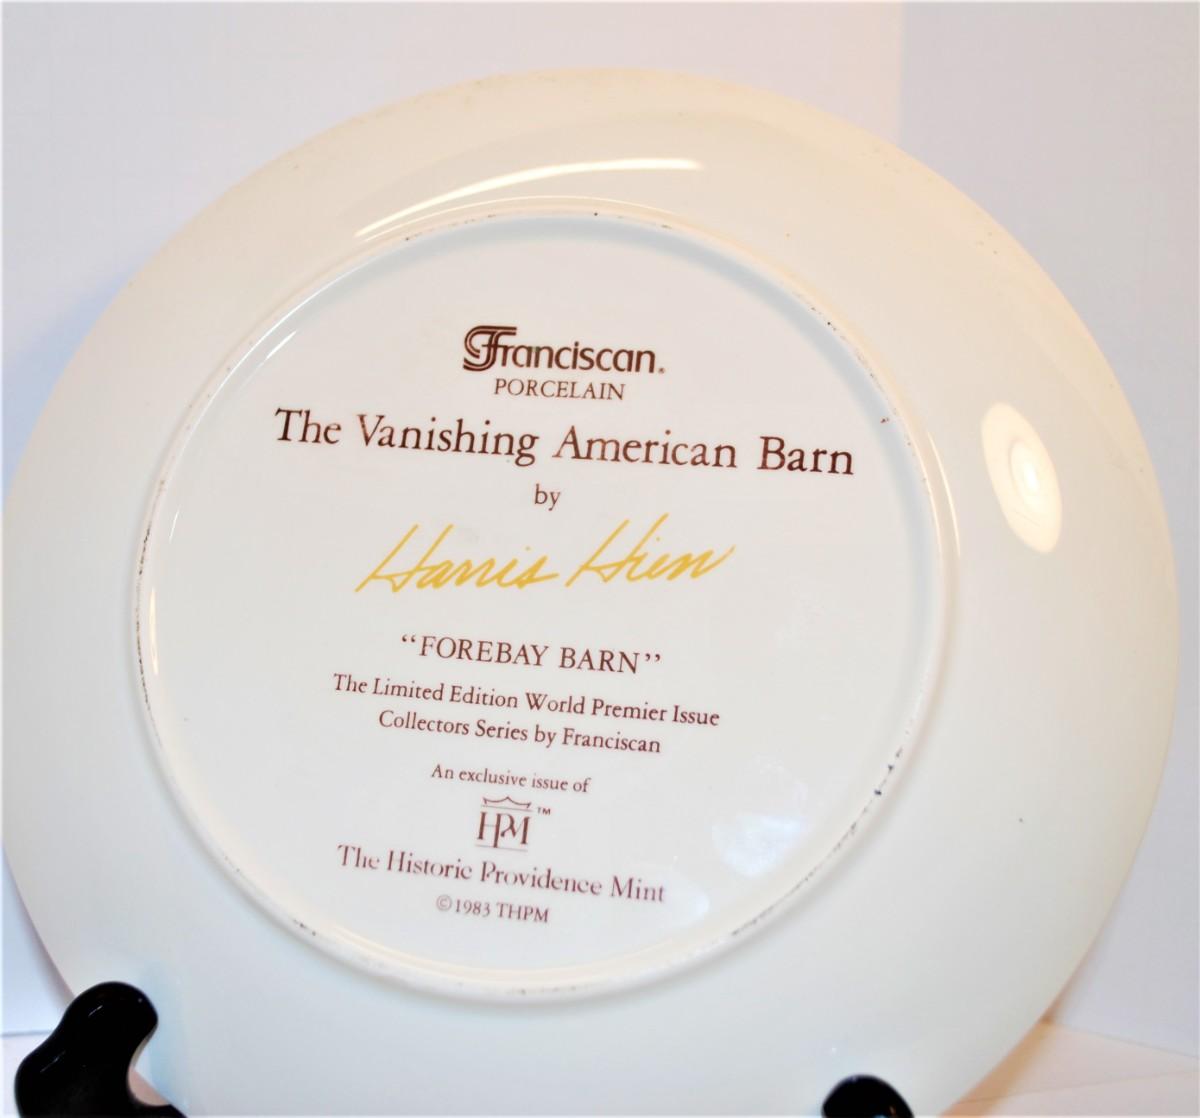 Franciscan®
PORCELAIN
The Vanishing American Barn
by
Harris Hien
“FOREBAY BARN”
The Limited Edition World Premier Issue
Collectors Series by Franciscan
An exclusive issue of
HPM™
The Historic Providence Mint
©1983 THPM